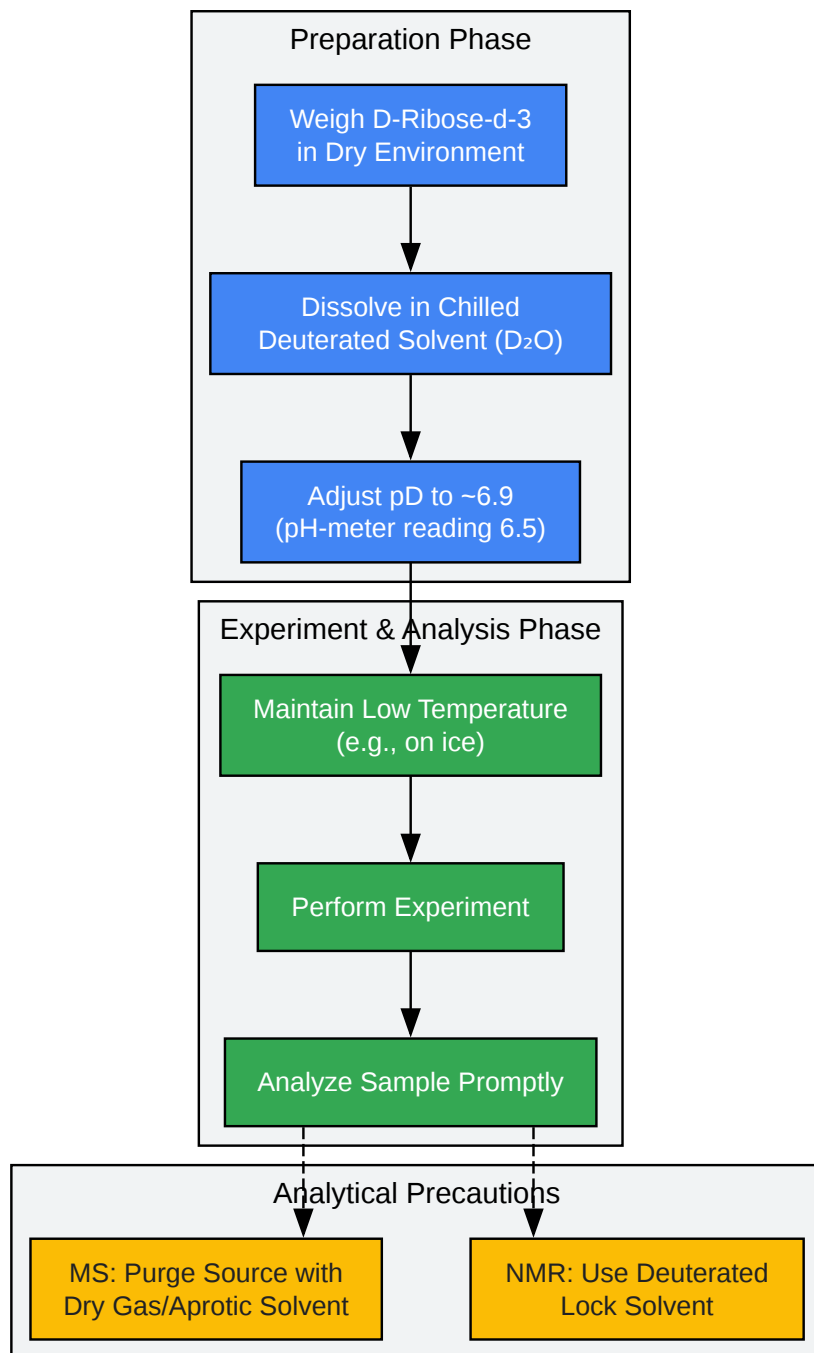 Preparation Phase
Weigh D-Ribose-d-3
in Dry Environment
Dissolve in Chilled
Deuterated Solvent (D₂O)
Adjust pD to ~6.9
(pH-meter reading 6.5)
Experiment & Analysis Phase
Maintain Low Temperature
(e.g., on ice)
Perform Experiment
Analyze Sample Promptly
Analytical Precautions
MS: Purge Source with
Dry Gas/Aprotic Solvent
NMR: Use Deuterated
Lock Solvent